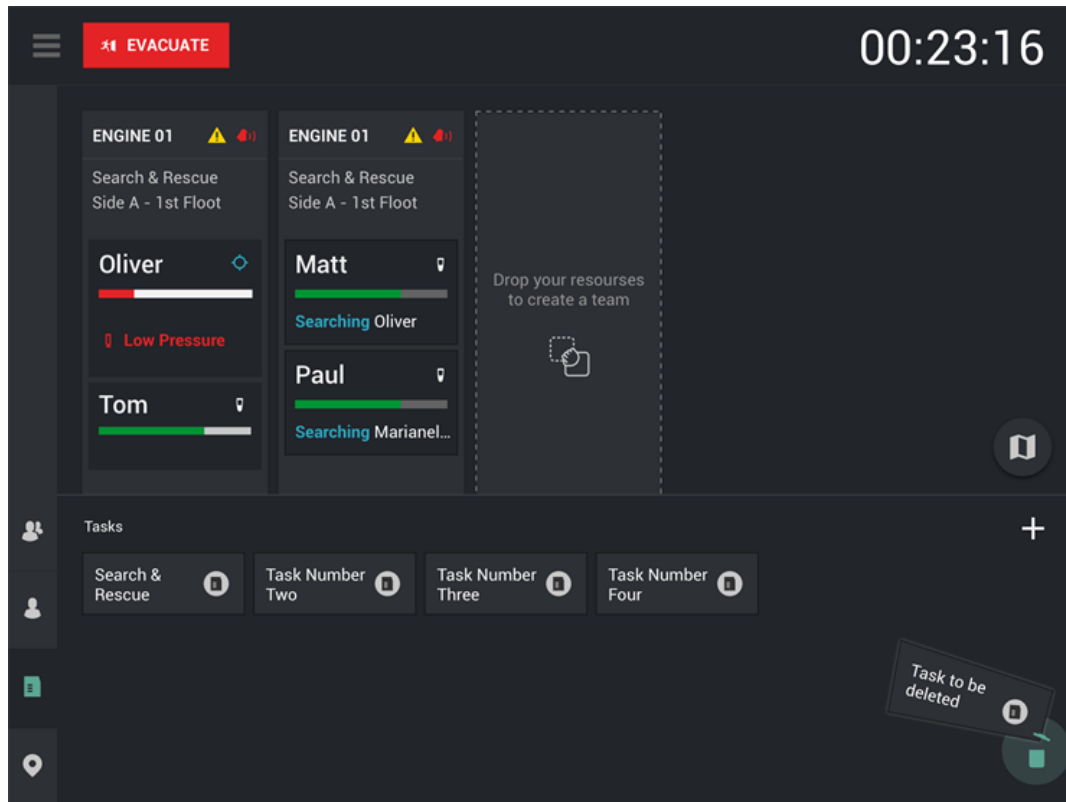 EVACUATE
00:23:16
ENGINE 01
Search & Rescue
Side A - 1st Floot
Oliver
Low Pressure
Tom
ENGINE 01
Search & Rescue
Side A - 1st Floot
Matt
Searching Oliver
Paul
Searching Marianel...
Drop your resourses
to create a team
Tasks
Search &
Rescue
Task Number
Two
Task Number
Three
Task Number
Four
Task to be
deleted